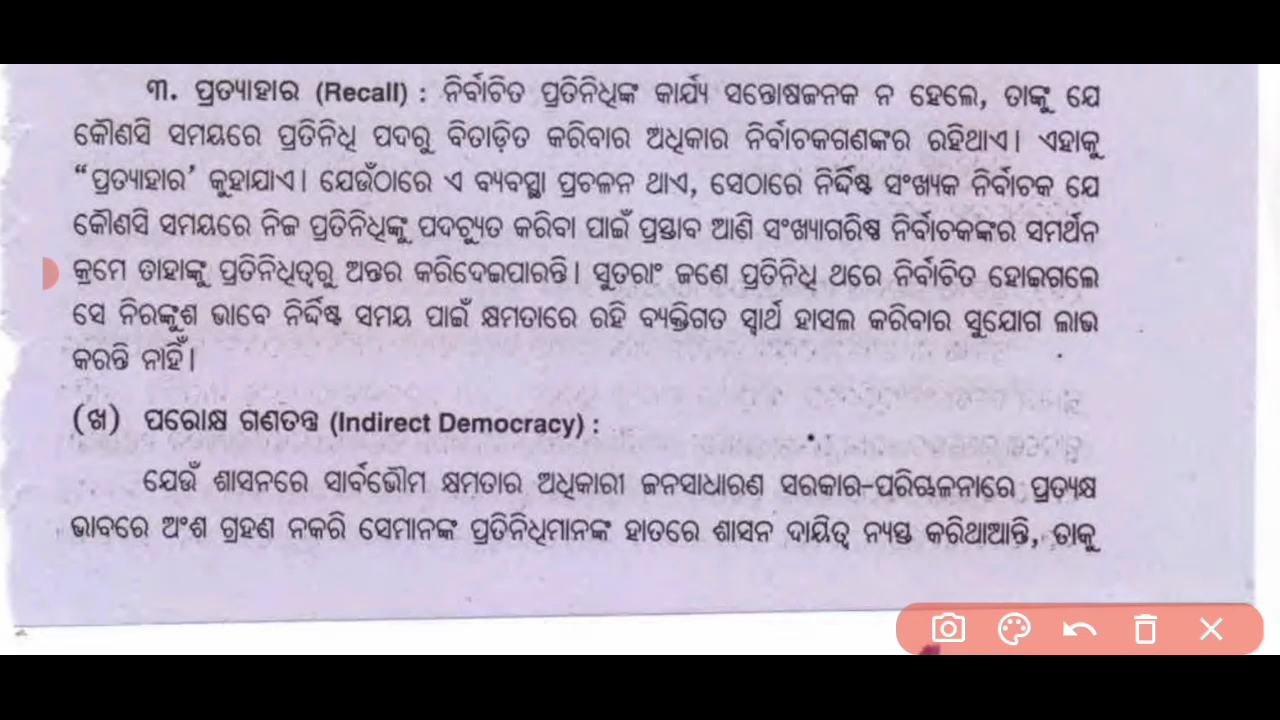 ୩. ପ୍ରତ୍ୟାହାର (Recall) : ନିର୍ବାଚିତ ପ୍ରତିନିଧିଙ୍କ କାର୍ଯ୍ୟ ସନ୍ତୋଷଜନକ ନ ହେଲେ, ତାଙ୍କୁ ଯେ
କୌଣସି ସମୟରେ ପ୍ରତିନିଧି ପଦରୁ ବିତାଡ଼ିତ କରିବାର ଅଧିକାର ନିର୍ବାଚକଗଣଙ୍କର ରହିଥାଏ। ଏହାକୁ
“ପ୍ରତ୍ୟାହାର’ କୁହାଯାଏ। ଯେଉଁଠାରେ ଏ ବ୍ୟବସ୍ଥା ପ୍ରଚଳନ ଥାଏ, ସେଠାରେ ନିର୍ଦ୍ଦିଷ୍ଟ ସଂଖ୍ୟକ ନିର୍ବାଚକ ଯେ
କୌଣସି ସମୟରେ ନିଜ ପ୍ରତିନିଧିଙ୍କୁ ପଦଚ୍ୟୁତ କରିବା ପାଇଁ ପ୍ରସ୍ତାବ ଆଣି ସଂଖ୍ୟାଗରିଷ୍ଠ ନିର୍ବାଚକଙ୍କର ସମର୍ଥନ
କ୍ରମେ ତାହାଙ୍କୁ ପ୍ରତିନିଧିତ୍ୱରୁ ଅନ୍ତର କରିଦେଇପାରନ୍ତି। ସୁତରାଂ ଜଣେ ପ୍ରତିନିଧି ଥରେ ନିର୍ବାଚିତ ହୋଇଗଲେ
ସେ ନିରଙ୍କୁଶ ଭାବେ ନିର୍ଦ୍ଦିଷ୍ଟ ସମୟ ପାଇଁ କ୍ଷମତାରେ ରହି ବ୍ୟକ୍ତିଗତ ସ୍ୱାର୍ଥ ହାସଲ କରିବାର ସୁଯୋଗ ଲାଭ
କରନ୍ତି ନାହିଁ।
(ଖ) ପରୋକ୍ଷ ଗଣତନ୍ତ୍ର (Indirect Democracy) :
ଯେଉଁ ଶାସନରେ ସାର୍ବଭୌମ କ୍ଷମତାର ଅଧିକାରୀ ଜନସାଧାରଣ ସରକାର-ପରିଚାଳନାରେ ପ୍ରତ୍ୟକ୍ଷ
ଭାବରେ ଅଂଶ ଗ୍ରହଣ ନକରି ସେମାନଙ୍କ ପ୍ରତିନିଧିମାନଙ୍କ ହାତରେ ଶାସନ ଦାୟିତ୍ୱ ନ୍ୟସ୍ତ କରିଥାଆନ୍ତି, ତାକୁ